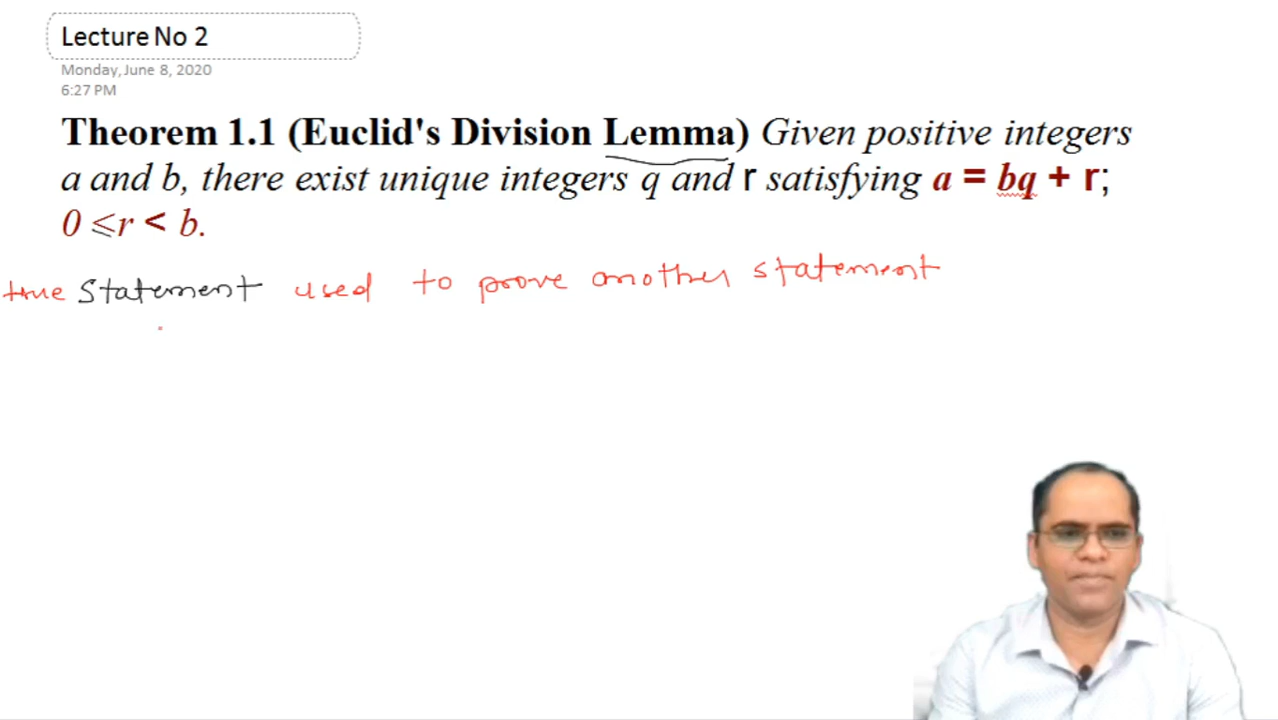 Lecture No 2
Monday, June 8, 2020
6:27 PM
Theorem 1.1 (Euclid's Division Lemma) Given positive integers
a and b, there exist unique integers q and r satisfying a = bq + r;
0 ⩽ r < b.
true Statement used to prove another statement